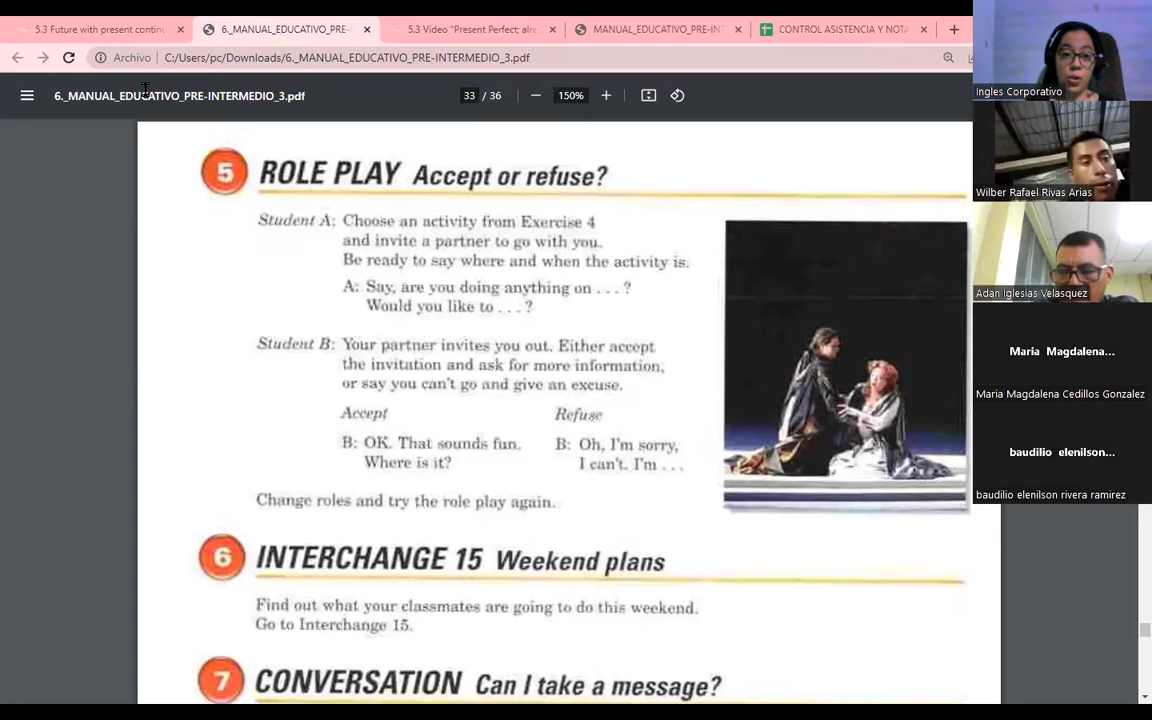 5.3 Future with present continu
6._MANUAL_EDUCATIVO_PRE-
5.3 Video "Present Perfect; alre
MANUAL_EDUCATIVO_PRE-INT
CONTROL ASISTENCIA Y NOTA
Archivo
C:/Users/pc/Downloads/6._MANUAL_EDUCATIVO_PRE-INTERMEDIO_3.pdf
6._MANUAL_EDUCATIVO_PRE-INTERMEDIO_3.pdf
33 / 36
150%
5 ROLE PLAY Accept or refuse?
Student A: Choose an activity from Exercise 4
and invite a partner to go with you.
Be ready to say where and when the activity is.
A: Say, are you doing anything on . . . ?
Would you like to . . . ?
Student B: Your partner invites you out. Either accept
the invitation and ask for more information,
or say you can't go and give an excuse.
Accept
Refuse
B: OK. That sounds fun.
Where is it?
B: Oh, I'm sorry,
I can't. I'm . . .
Change roles and try the role play again.
6 INTERCHANGE 15 Weekend plans
Find out what your classmates are going to do this weekend.
Go to Interchange 15.
7 CONVERSATION Can I take a message?
Ingles Corporativo
Wilber Rafael Rivas Arias
Adan Iglesias Velasquez
Maria Magdalena...
Maria Magdalena Cedillos Gonzalez
baudilio elenilson...
baudilio elenilson rivera ramirez